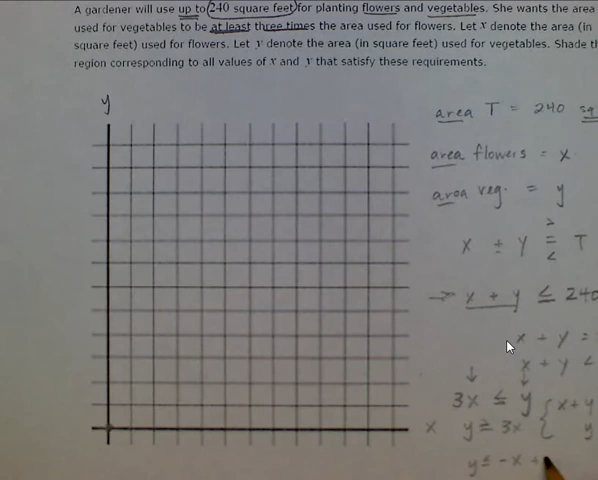 A gardener will use up to 240 square feet for planting flowers and vegetables. She wants the area
used for vegetables to be at least three times the area used for flowers. Let x denote the area (in
square feet) used for flowers. Let y denote the area (in square feet) used for vegetables. Shade th
region corresponding to all values of x and y that satisfy these requirements.
y
area T = 240 sq
area flowers = x
area veg. = y
x ± y ≥ = ≤ T
→ x + y ≤ 240
x + y =
x + y <
3x ≤ y { x + y
x y ≥ 3x y
y ≤ -x +